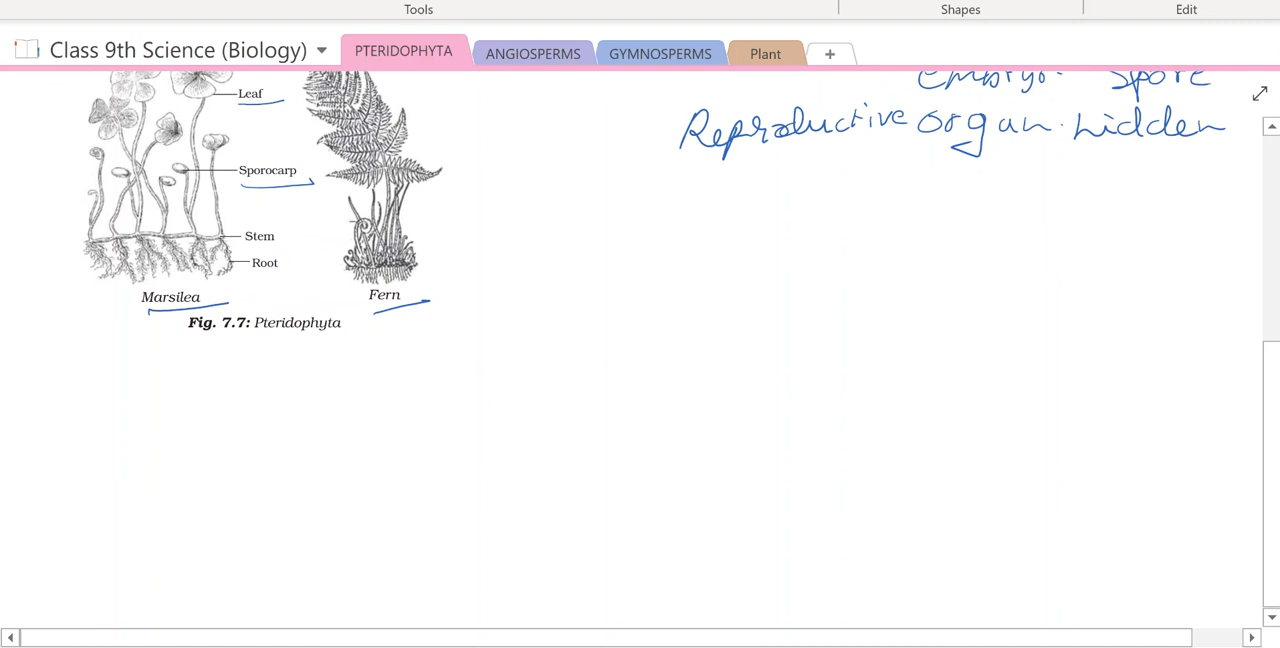 Tools Shapes Edit
Class 9th Science (Biology) PTERIDOPHYTA ANGIOSPERMS GYMNOSPERMS Plant +
embryo. spore
Reproductive organ. hidden
Leaf
Sporocarp
Stem
Root
Marsilea
Fern
Fig. 7.7: Pteridophyta